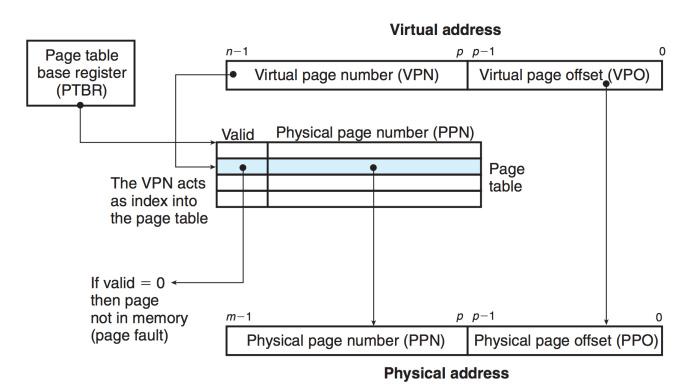 Virtual address
n−1 p p−1 0
Page table
base register
(PTBR)
Virtual page number (VPN) Virtual page offset (VPO)
Valid Physical page number (PPN)
Page
table
The VPN acts
as index into
the page table
If valid = 0
then page
not in memory
(page fault)
m−1 p p−1 0
Physical page number (PPN) Physical page offset (PPO)
Physical address